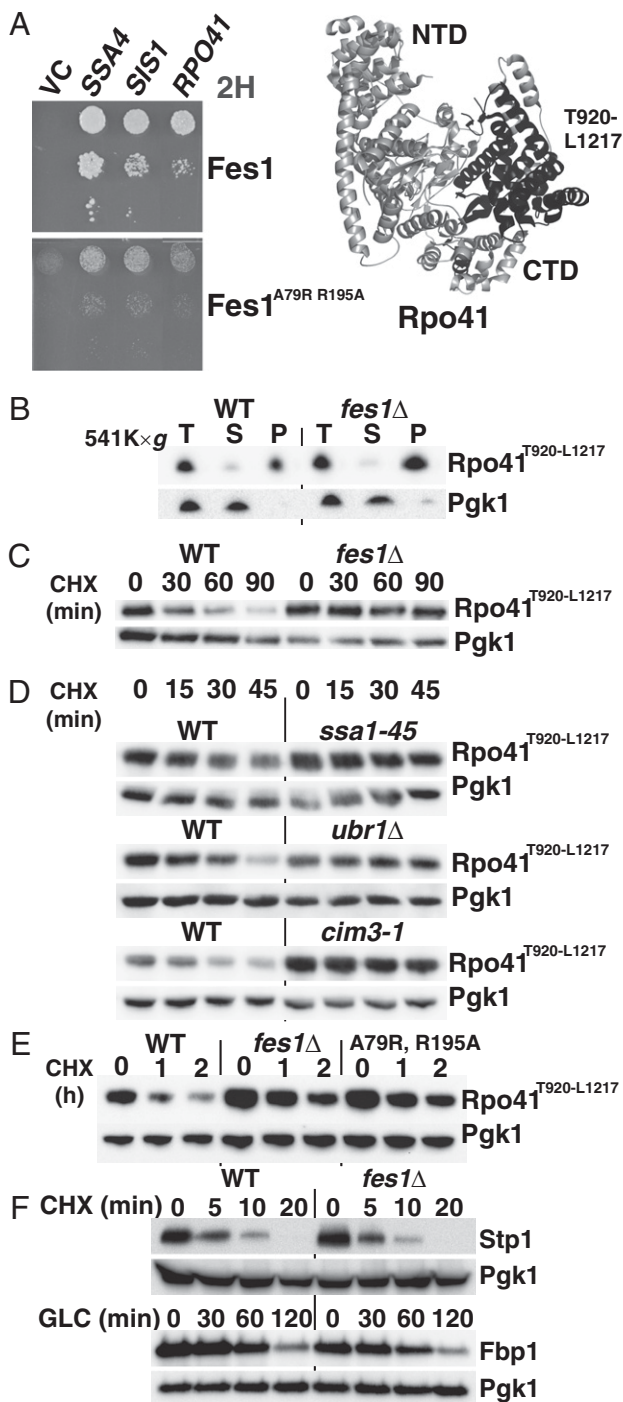 A
VC SSA4 SIS1 RPO41 2H
Fes1
Fes1A79R R195A
NTD
T920-
L1217
CTD
Rpo41
B
WT fes1Δ
541K×g T S P T S P
Rpo41T920-L1217
Pgk1
C
WT fes1Δ
CHX 0 30 60 90 0 30 60 90
(min)
Rpo41T920-L1217
Pgk1
D
CHX 0 15 30 45 0 15 30 45
(min)
WT ssa1-45
Rpo41T920-L1217
Pgk1
WT ubr1Δ
Rpo41T920-L1217
Pgk1
WT cim3-1
Rpo41T920-L1217
Pgk1
E
WT fes1Δ A79R, R195A
CHX 0 1 2 0 1 2 0 1 2
(h)
Rpo41T920-L1217
Pgk1
WT fes1Δ
F CHX (min) 0 5 10 20 0 5 10 20
Stp1
Pgk1
GLC (min) 0 30 60 120 0 30 60 120
Fbp1
Pgk1